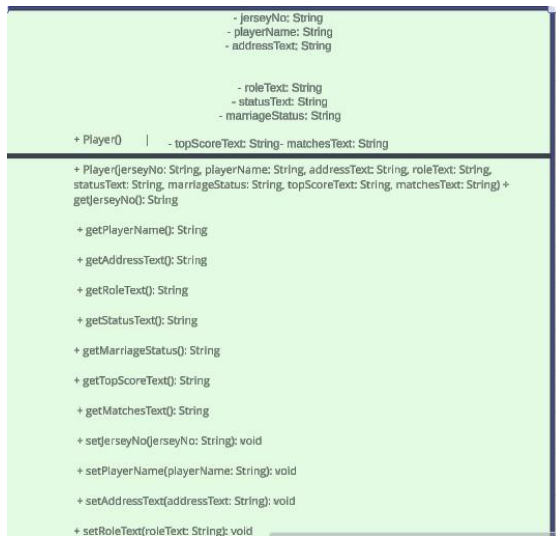 - jerseyNo: String
- playerName: String
- addressText: String
- roleText: String
- statusText: String
- marriageStatus: String
+ Player() | - topScoreText: String- matchesText: String
+ Player(jerseyNo: String, playerName: String, addressText: String, roleText: String,
statusText: String, marriageStatus: String, topScoreText: String, matchesText: String) +
getJerseyNo(): String
+ getPlayerName(): String
+ getAddressText(): String
+ getRoleText(): String
+ getStatusText(): String
+ getMarriageStatus(): String
+ getTopScoreText(): String
+ getMatchesText(): String
+ setJerseyNo(jerseyNo: String): void
+ setPlayerName(playerName: String): void
+ setAddressText(addressText: String): void
+ setRoleText(roleText: String): void